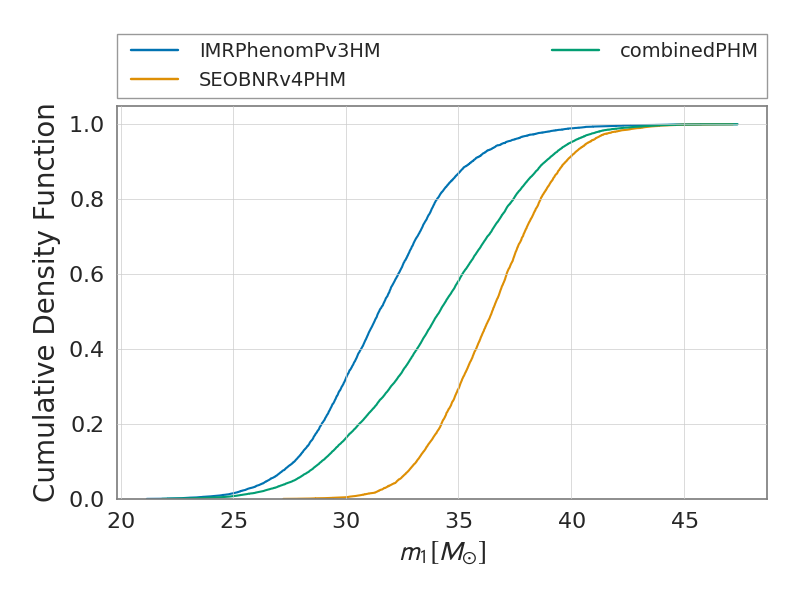 IMRPhenomPv3HM
SEOBNRv4PHM
combinedPHM
Cumulative Density Function
1.0
0.8
0.6
0.4
0.2
0.0
20 25 30 35 40 45
m₁[M⊙]